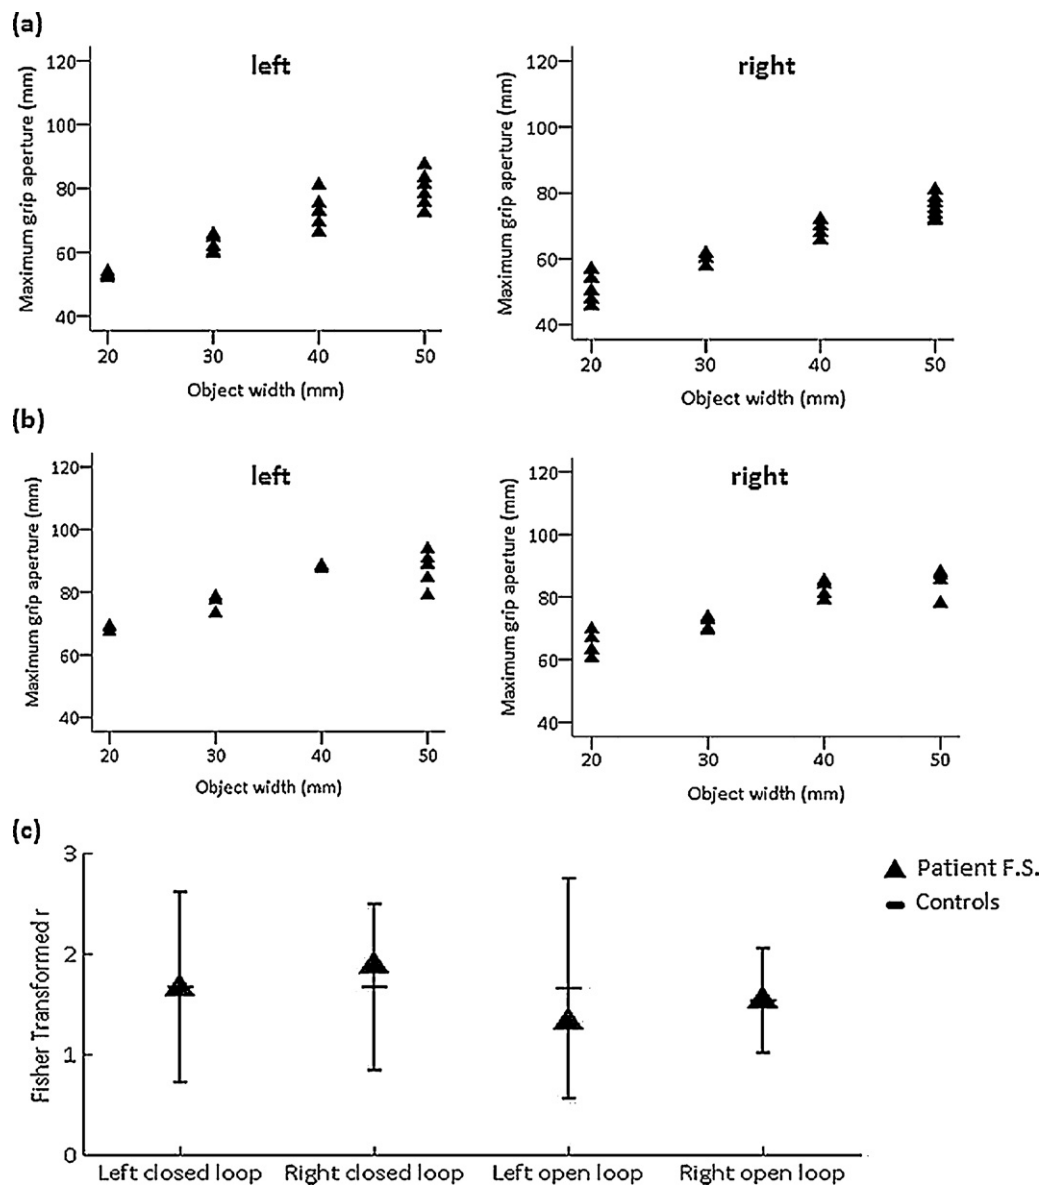 (a)
left
right
Maximum grip aperture (mm)
120
100
80
60
40
20 30 40 50
Object width (mm)
Maximum grip aperture (mm)
120
100
80
60
40
20 30 40 50
Object width (mm)
(b)
left
right
Maximum grip aperture (mm)
120
100
80
60
40
20 30 40 50
Object width (mm)
Maximum grip aperture (mm)
120
100
80
60
40
20 30 40 50
Object width (mm)
(c)
Fisher Transformed r
3
2
1
0
Left closed loop Right closed loop Left open loop Right open loop
Patient F.S.
Controls